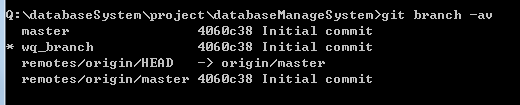 Q:\databaseSystem\project\databaseManageSystem>git branch -av
  master                4060c38 Initial commit
* wq_branch             4060c38 Initial commit
  remotes/origin/HEAD   -> origin/master
  remotes/origin/master 4060c38 Initial commit